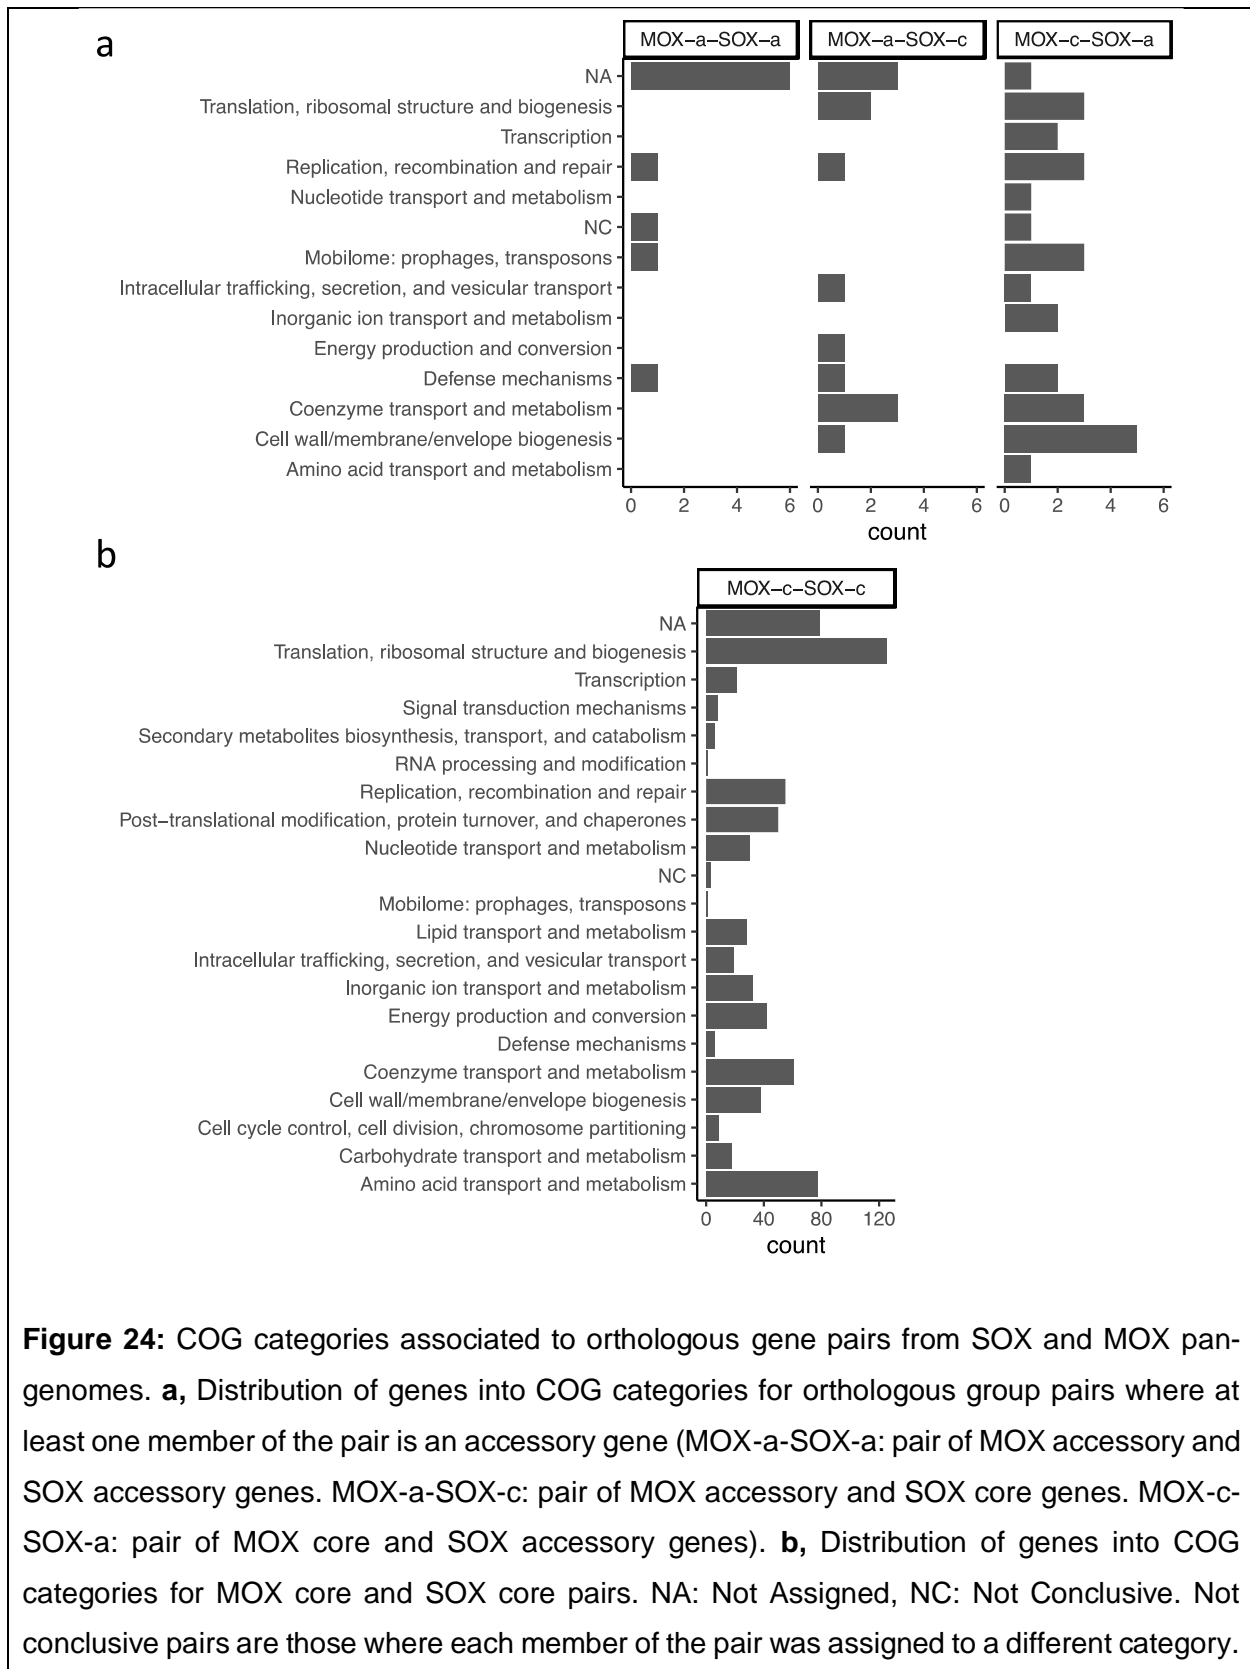 a
MOX–a–SOX–a MOX–a–SOX–c MOX–c–SOX–a
NA
Translation, ribosomal structure and biogenesis
Transcription
Replication, recombination and repair
Nucleotide transport and metabolism
NC
Mobilome: prophages, transposons
Intracellular trafficking, secretion, and vesicular transport
Inorganic ion transport and metabolism
Energy production and conversion
Defense mechanisms
Coenzyme transport and metabolism
Cell wall/membrane/envelope biogenesis
Amino acid transport and metabolism
0 2 4 6 0 2 4 6 0 2 4 6
count
b
MOX–c–SOX–c
NA
Translation, ribosomal structure and biogenesis
Transcription
Signal transduction mechanisms
Secondary metabolites biosynthesis, transport, and catabolism
RNA processing and modification
Replication, recombination and repair
Post–translational modification, protein turnover, and chaperones
Nucleotide transport and metabolism
NC
Mobilome: prophages, transposons
Lipid transport and metabolism
Intracellular trafficking, secretion, and vesicular transport
Inorganic ion transport and metabolism
Energy production and conversion
Defense mechanisms
Coenzyme transport and metabolism
Cell wall/membrane/envelope biogenesis
Cell cycle control, cell division, chromosome partitioning
Carbohydrate transport and metabolism
Amino acid transport and metabolism
0 40 80 120
count
Figure 24: COG categories associated to orthologous gene pairs from SOX and MOX pan-
genomes. a, Distribution of genes into COG categories for orthologous group pairs where at
least one member of the pair is an accessory gene (MOX-a-SOX-a: pair of MOX accessory and
SOX accessory genes. MOX-a-SOX-c: pair of MOX accessory and SOX core genes. MOX-c-
SOX-a: pair of MOX core and SOX accessory genes). b, Distribution of genes into COG
categories for MOX core and SOX core pairs. NA: Not Assigned, NC: Not Conclusive. Not
conclusive pairs are those where each member of the pair was assigned to a different category.